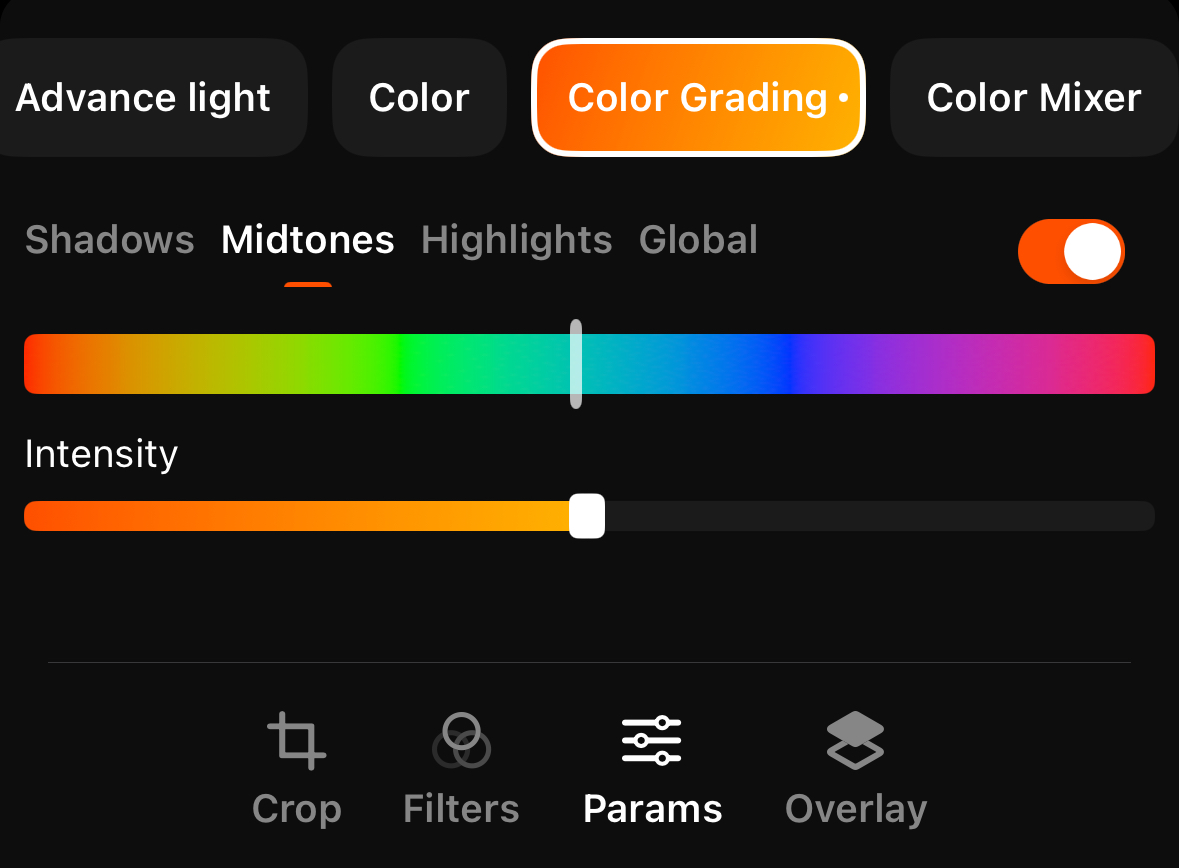 Advance light Color Color Grading • Color Mixer
Shadows Midtones Highlights Global
Intensity
Crop Filters Params Overlay